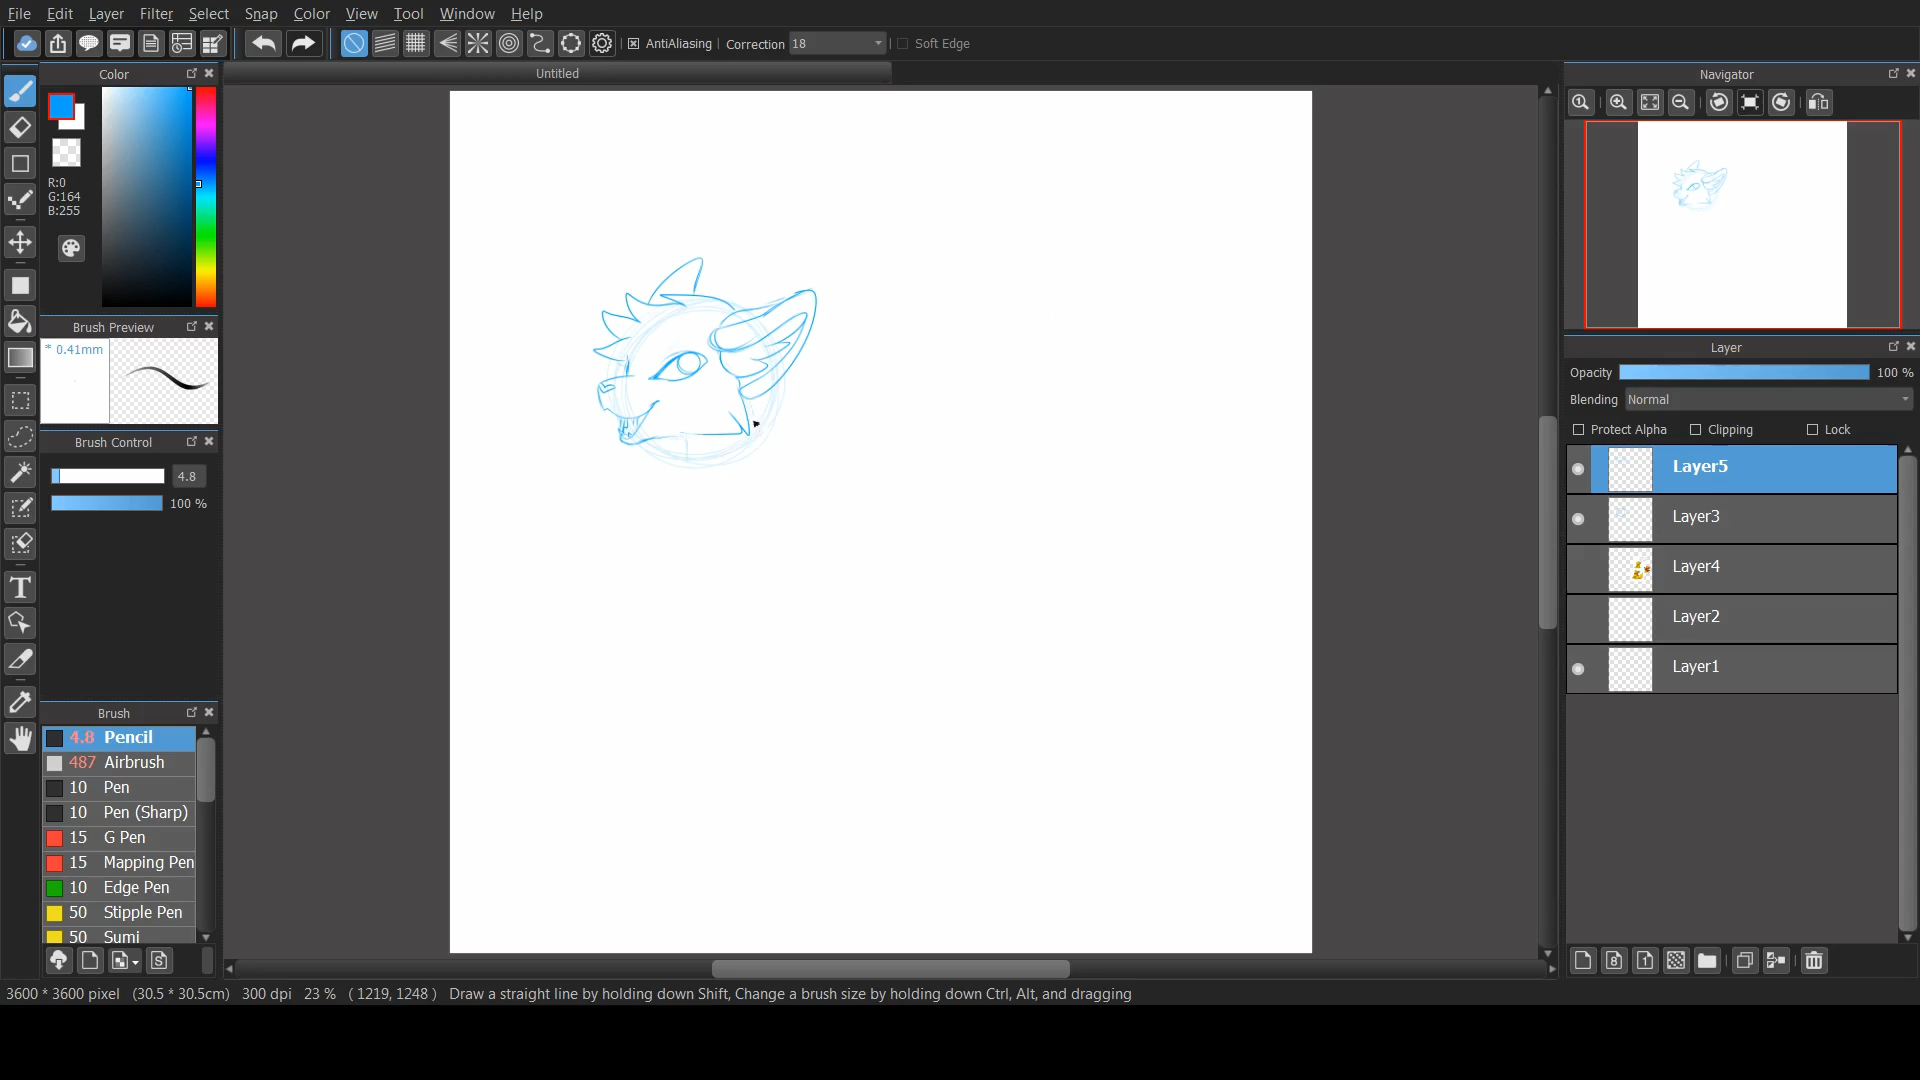 File Edit Layer Filter Select Snap Color View Tool Window Help
AntiAliasing Correction 18 Soft Edge
Color
Untitled
Navigator
R:0
G:164
B:255
Brush Preview
* 0.41mm
Layer
Opacity 100 %
Blending Normal
Protect Alpha Clipping Lock
Brush Control
4.8
100 %
Layer5
Layer3
Layer4
Layer2
Layer1
Brush
4.8 Pencil
487 Airbrush
10 Pen
10 Pen (Sharp)
15 G Pen
15 Mapping Pen
10 Edge Pen
50 Stipple Pen
50 Sumi
3600 * 3600 pixel (30.5 * 30.5cm) 300 dpi 23 % ( 1219, 1248 ) Draw a straight line by holding down Shift, Change a brush size by holding down Ctrl, Alt, and dragging